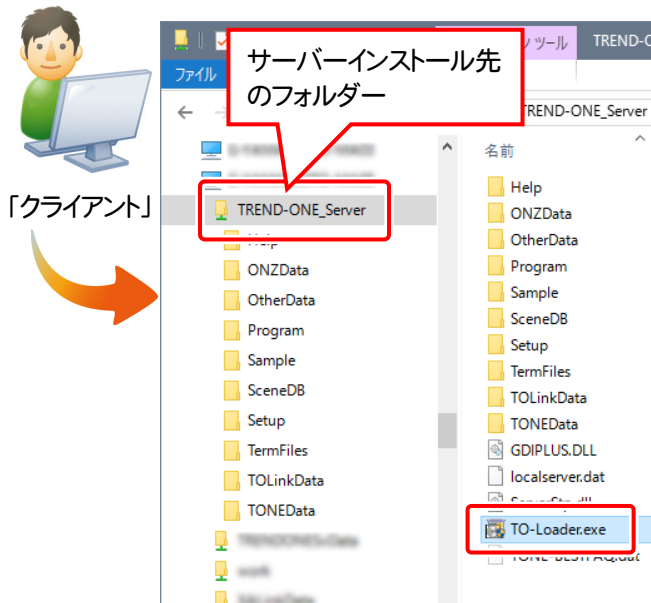 サーバーインストール先
のフォルダー
ツール
TREND-O
ファイル
TREND-ONE_Server
「クライアント」
TREND-ONE_Server
ONZData
OtherData
Program
Sample
SceneDB
Setup
TermFiles
TOLinkData
TONEData
名前
Help
ONZData
OtherData
Program
Sample
SceneDB
Setup
TermFiles
TOLinkData
TONEData
GDIPLUS.DLL
localserver.dat
TO-Loader.exe